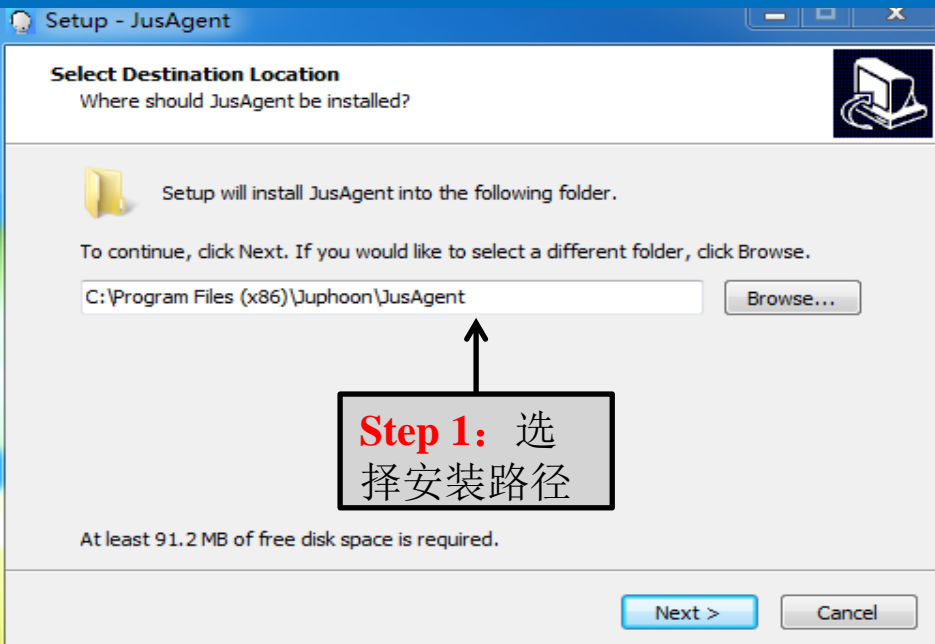 Setup - JusAgent
Select Destination Location
Where should JusAgent be installed?
Setup will install JusAgent into the following folder.
To continue, click Next. If you would like to select a different folder, click Browse.
C:\Program Files (x86)\Juphoon\JusAgent
Browse...
Step 1：选
择安装路径
At least 91.2 MB of free disk space is required.
Next >
Cancel